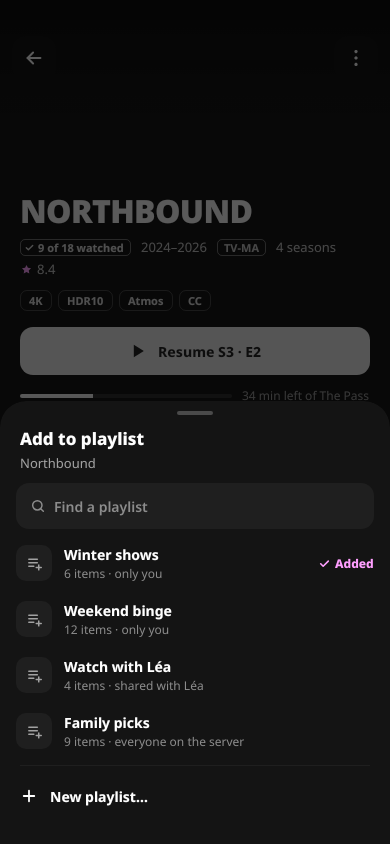 NORTHBOUND
9 of 18 watched 2024–2026 TV-MA 4 seasons
8.4
4K HDR10 Atmos CC
Resume S3 · E2
34 min left of The Pass
Add to playlist
Northbound
Find a playlist
Winter shows
6 items · only you
Added
Weekend binge
12 items · only you
Watch with Léa
4 items · shared with Léa
Family picks
9 items · everyone on the server
New playlist...